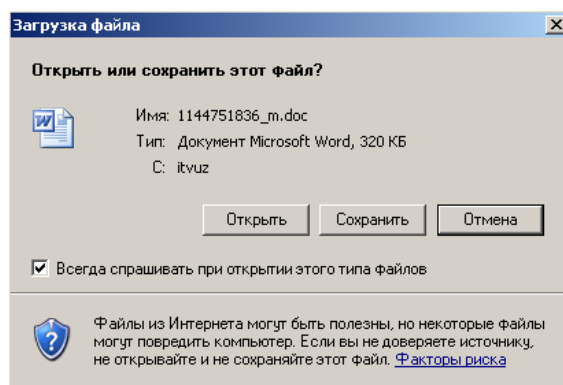 Загрузка файла
Открыть или сохранить этот файл?
Имя: 1144751836_m.doc
Тип: Документ Microsoft Word, 320 КБ
С: itvuz
Открыть Сохранить Отмена
Всегда спрашивать при открытии этого типа файлов
Файлы из Интернета могут быть полезны, но некоторые файлы
могут повредить компьютер. Если вы не доверяете источнику,
не открывайте и не сохраняйте этот файл. Факторы риска